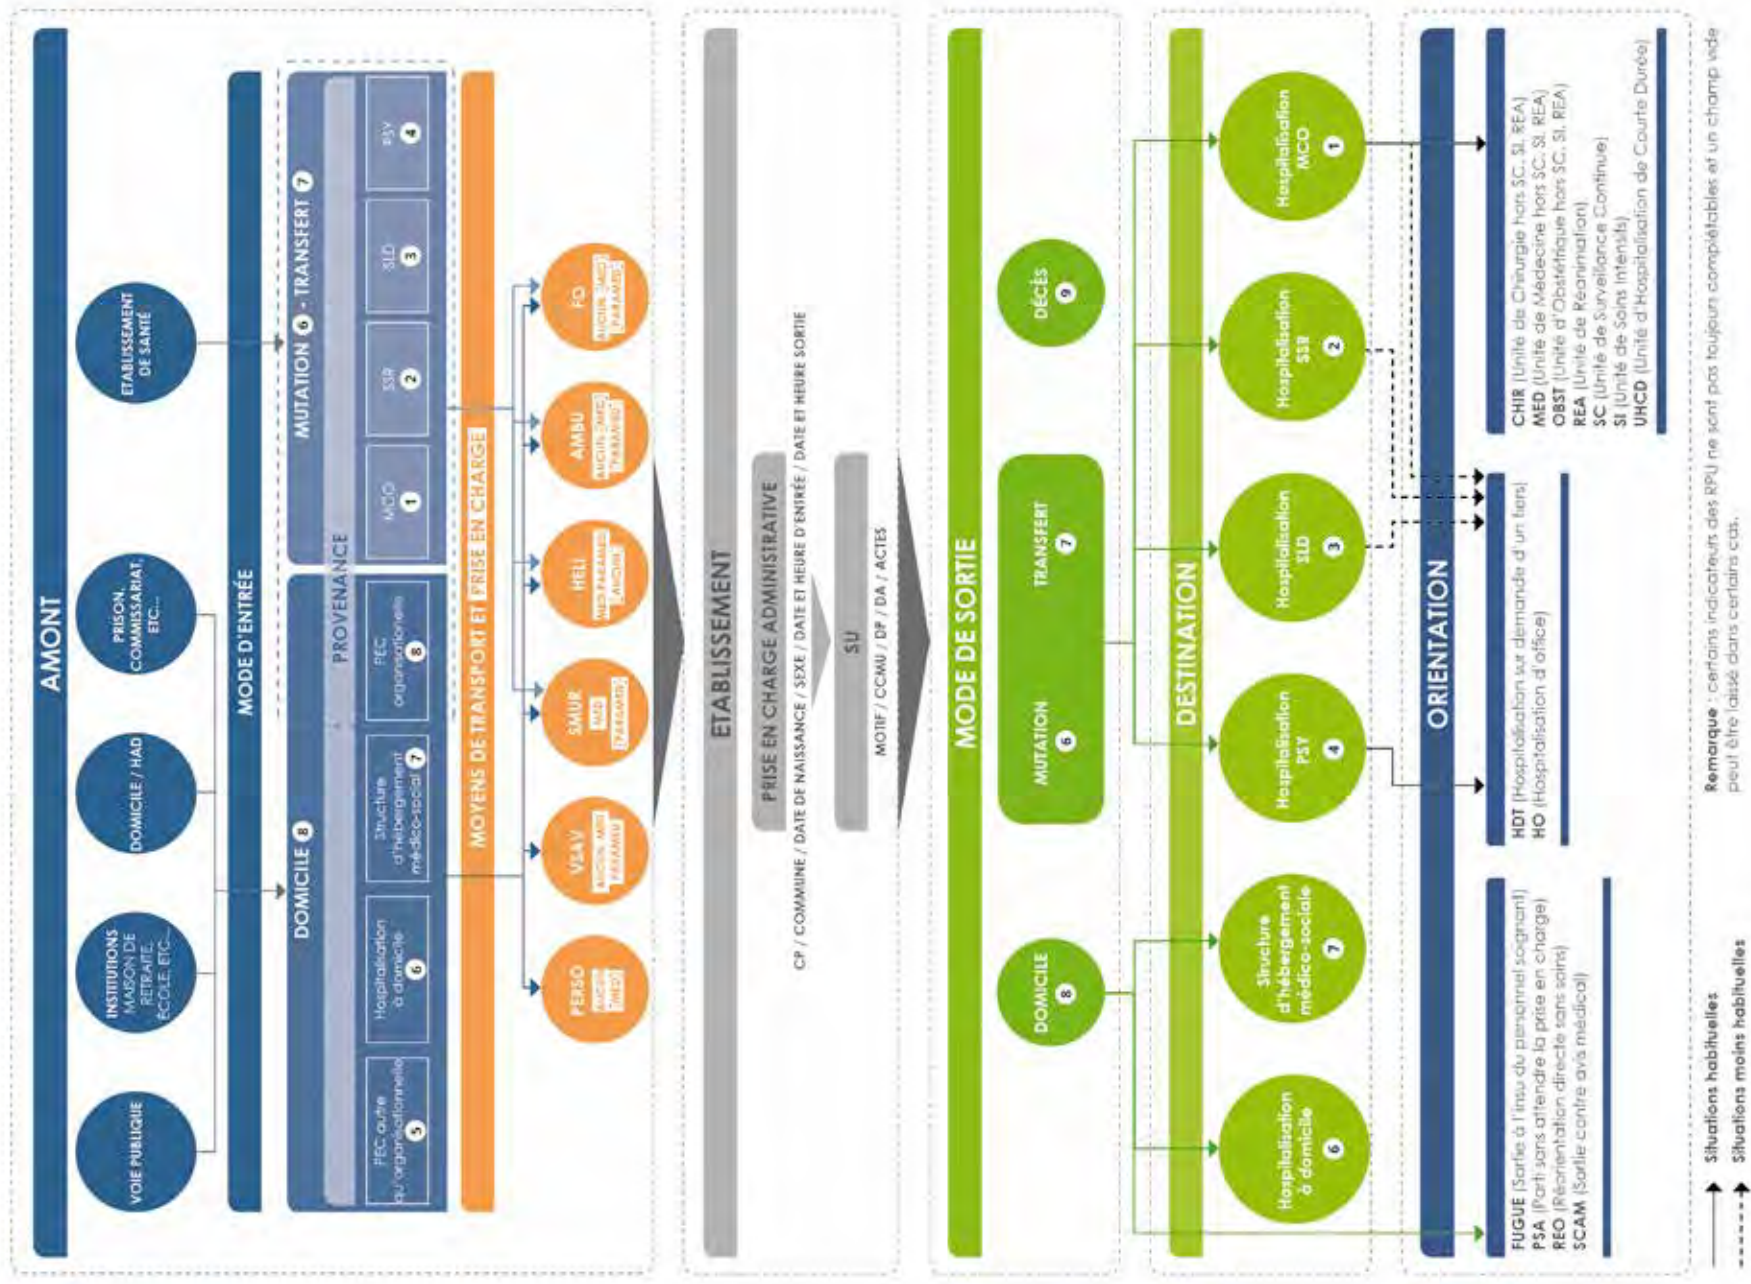 AMONT
VOIE PUBLIQUE
INSTITUTIONS
MAISON DE
RETRAITE,
ÉCOLE, ETC...
DOMICILE / HAD
PRISON,
COMMISSARIAT,
ETC...
ETABLISSEMENT
DE SANTÉ
MODE D'ENTRÉE
DOMICILE 8
MUTATION 6 - TRANSFERT 7
PROVENANCE
PEC autre
qu'organisationnelle
5
Hospitalisation
à domicile
6
Structure
d'hébergement
médico-social 7
PEC
organisationnelle
8
MCO
1
SSR
2
SLD
3
PSY
4
MOYENS DE TRANSPORT ET PRISE EN CHARGE
PERSO
VSAV
SMUR
MED
HELI
AMBU
FO
ETABLISSEMENT
PRISE EN CHARGE ADMINISTRATIVE
CP / COMMUNE / DATE DE NAISSANCE / SEXE / DATE ET HEURE D'ENTRÉE / DATE ET HEURE SORTIE
SU
MOTIF / CCMU / DP / DA / ACTES
MODE DE SORTIE
DOMICILE
8
MUTATION
6
TRANSFERT
7
DÉCÈS
9
DESTINATION
Hospitalisation
à domicile
6
Structure
d'hébergement
médico-sociale
7
Hospitalisation
PSY
4
Hospitalisation
SLD
3
Hospitalisation
SSR
2
Hospitalisation
MCO
1
ORIENTATION
FUGUE (Sortie à l'insu du personnel soignant)
PSA (Parti sans attendre la prise en charge)
REO (Réorientation directe sans soins)
SCAM (Sortie contre avis médical)
HDT (Hospitalisation sur demande d'un tiers)
HO (Hospitalisation d'office)
CHIR (Unité de Chirurgie hors SC, SI, REA)
MED (Unité de Médecine hors SC, SI, REA)
OBST (Unité d'Obstétrique hors SC, SI, REA)
REA (Unité de Réanimation)
SC (Unité de Surveillance Continue)
SI (Unité de Soins Intensifs)
UHCD (Unité d'Hospitalisation de Courte Durée)
Situations habituelles
Situations moins habituelles
Remarque : certains indicateurs des RPU ne sont pas toujours complétables et un champ vide
peut être laissé dans certains cas.